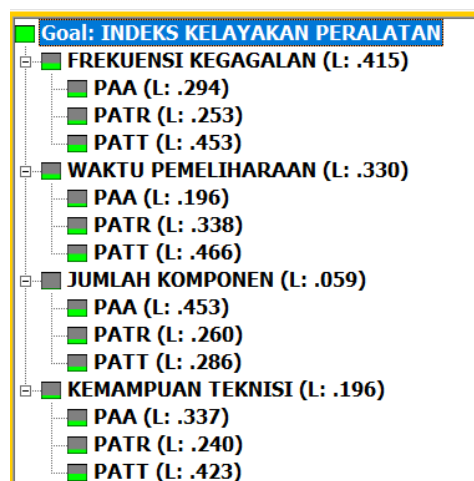 Goal: INDEKS KELAYAKAN PERALATAN
FREKUENSI KEGAGALAN (L: .415)
PAA (L: .294)
PATR (L: .253)
PATT (L: .453)
WAKTU PEMELIHARAAN (L: .330)
PAA (L: .196)
PATR (L: .338)
PATT (L: .466)
JUMLAH KOMPONEN (L: .059)
PAA (L: .453)
PATR (L: .260)
PATT (L: .286)
KEMAMPUAN TEKNISI (L: .196)
PAA (L: .337)
PATR (L: .240)
PATT (L: .423)